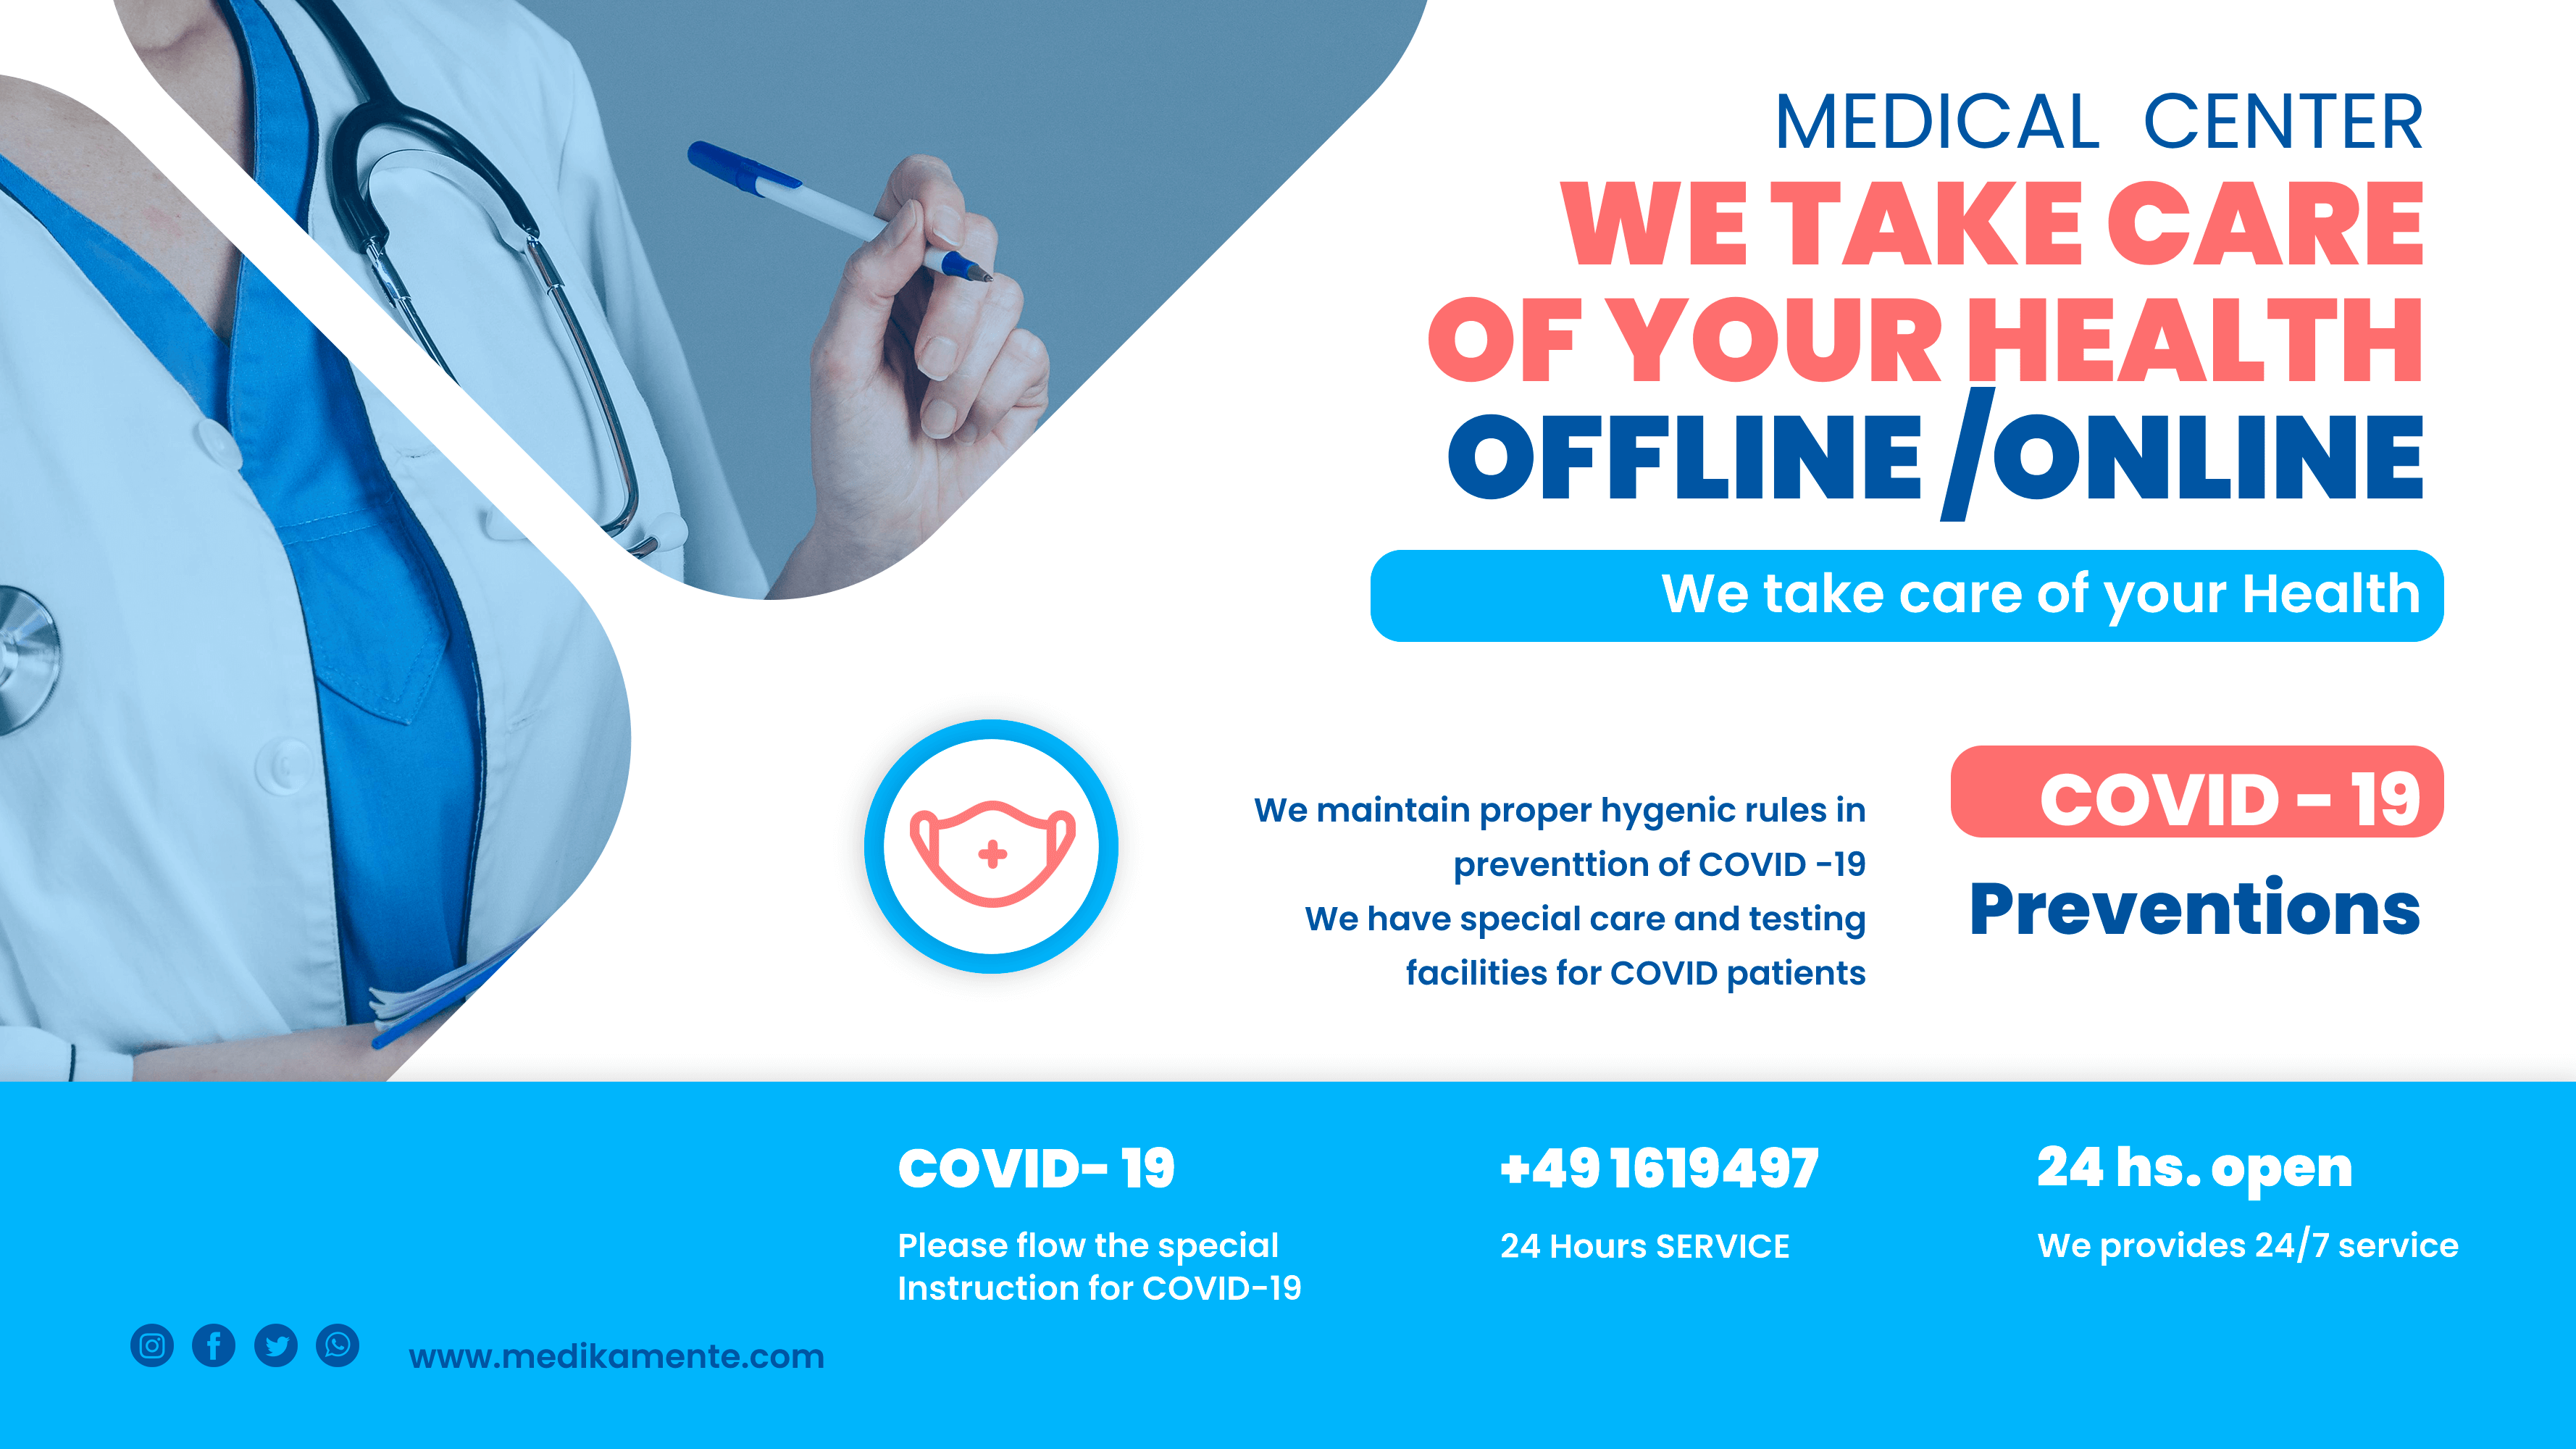 MEDICAL CENTER
WE TAKE CARE
OF YOUR HEALTH
OFFLINE /ONLINE
We take care of your Health
We maintain proper hygenic rules in
preventtion of COVID -19
We have special care and testing
facilities for COVID patients
COVID - 19
Preventions
COVID- 19
Please flow the special
Instruction for COVID-19
+49 1619497
24 Hours SERVICE
24 hs. open
We provides 24/7 service
www.medikamente.com